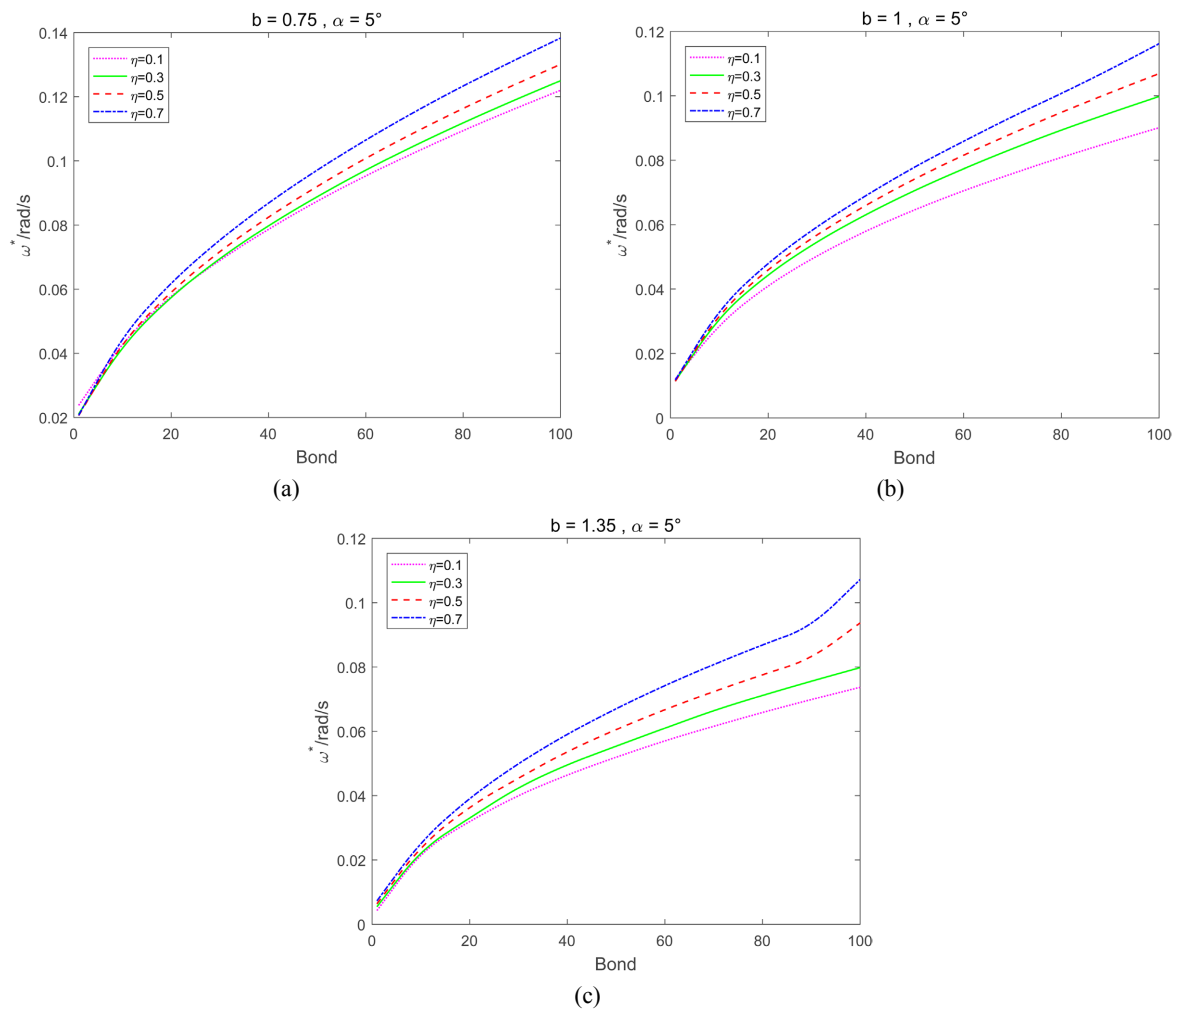 b = 0.75 , α = 5°
0.14
0.12
0.1
0.08
0.06
0.04
0.02
ω*/rad/s
η=0.1
η=0.3
η=0.5
η=0.7
0 20 40 60 80 100
Bond
(a)
b = 1 , α = 5°
0.12
0.1
0.08
0.06
0.04
0.02
0
ω*/rad/s
η=0.1
η=0.3
η=0.5
η=0.7
0 20 40 60 80 100
Bond
(b)
b = 1.35 , α = 5°
0.12
0.1
0.08
0.06
0.04
0.02
0
ω*/rad/s
η=0.1
η=0.3
η=0.5
η=0.7
0 20 40 60 80 100
Bond
(c)